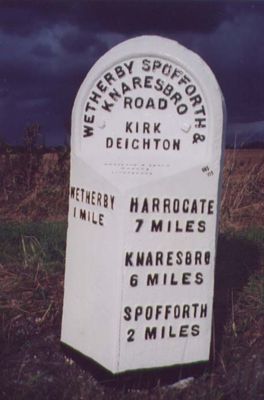 WETHERBY SPOFFORTH &
KNARESBRO
ROAD
KIRK
DEIGHTON
WETHERBY
1 MILE
HARROGATE
7 MILES
KNARESBRO
6 MILES
SPOFFORTH
2 MILES